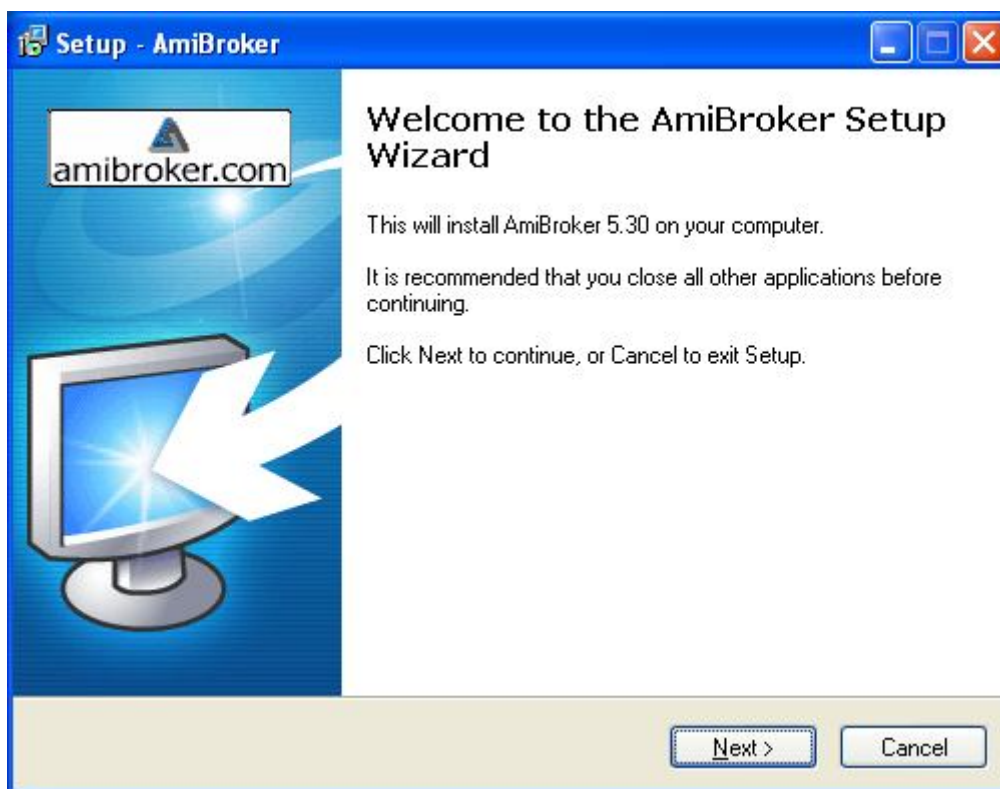 Setup - AmiBroker
amibroker.com
Welcome to the AmiBroker Setup
Wizard
This will install AmiBroker 5.30 on your computer.
It is recommended that you close all other applications before
continuing.
Click Next to continue, or Cancel to exit Setup.
Next >
Cancel